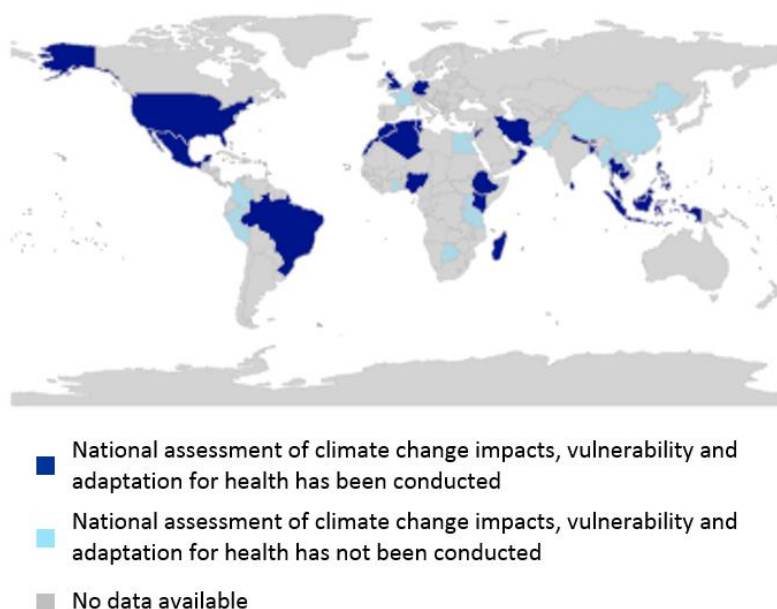 National assessment of climate change impacts, vulnerability and
adaptation for health has been conducted
National assessment of climate change impacts, vulnerability and
adaptation for health has not been conducted
No data available